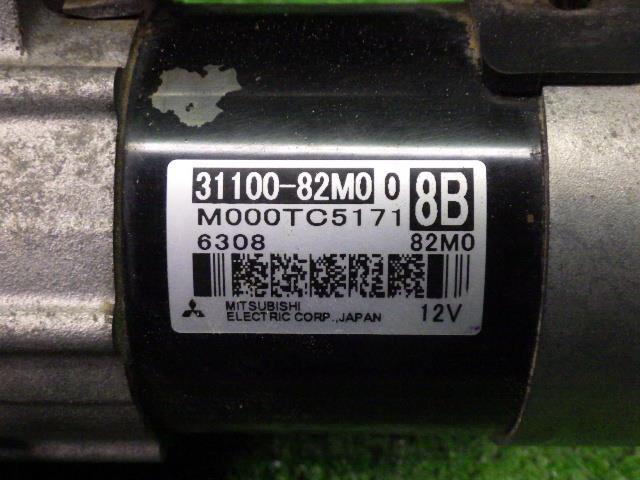 31100-82M0 0 8B
M000TC5171
6308 82M0
MITSUBISHI
ELECTRIC CORP.,JAPAN 12V